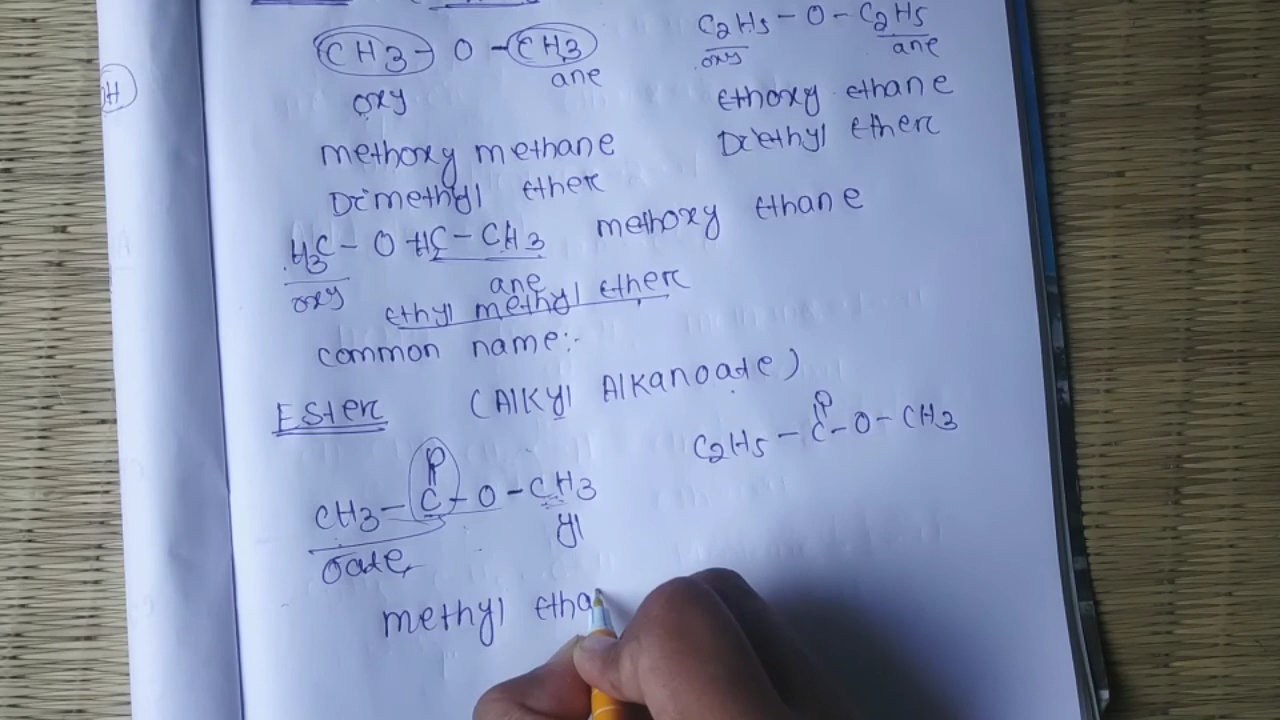 CH3 - O - CH3
oxy ane
methoxy methane
Dimethyl ether
C2H5 - O - C2H5
oxy ane
ethoxy ethane
Diethyl ether
H3C - O H2C - CH3 methoxy ethane
oxy ane
ethyl methyl ether
common name:-
Ester (Alkyl Alkanoate)
O
CH3 - C - O - CH3
oate yl
methyl etha
O
C2H5 - C - O - CH3